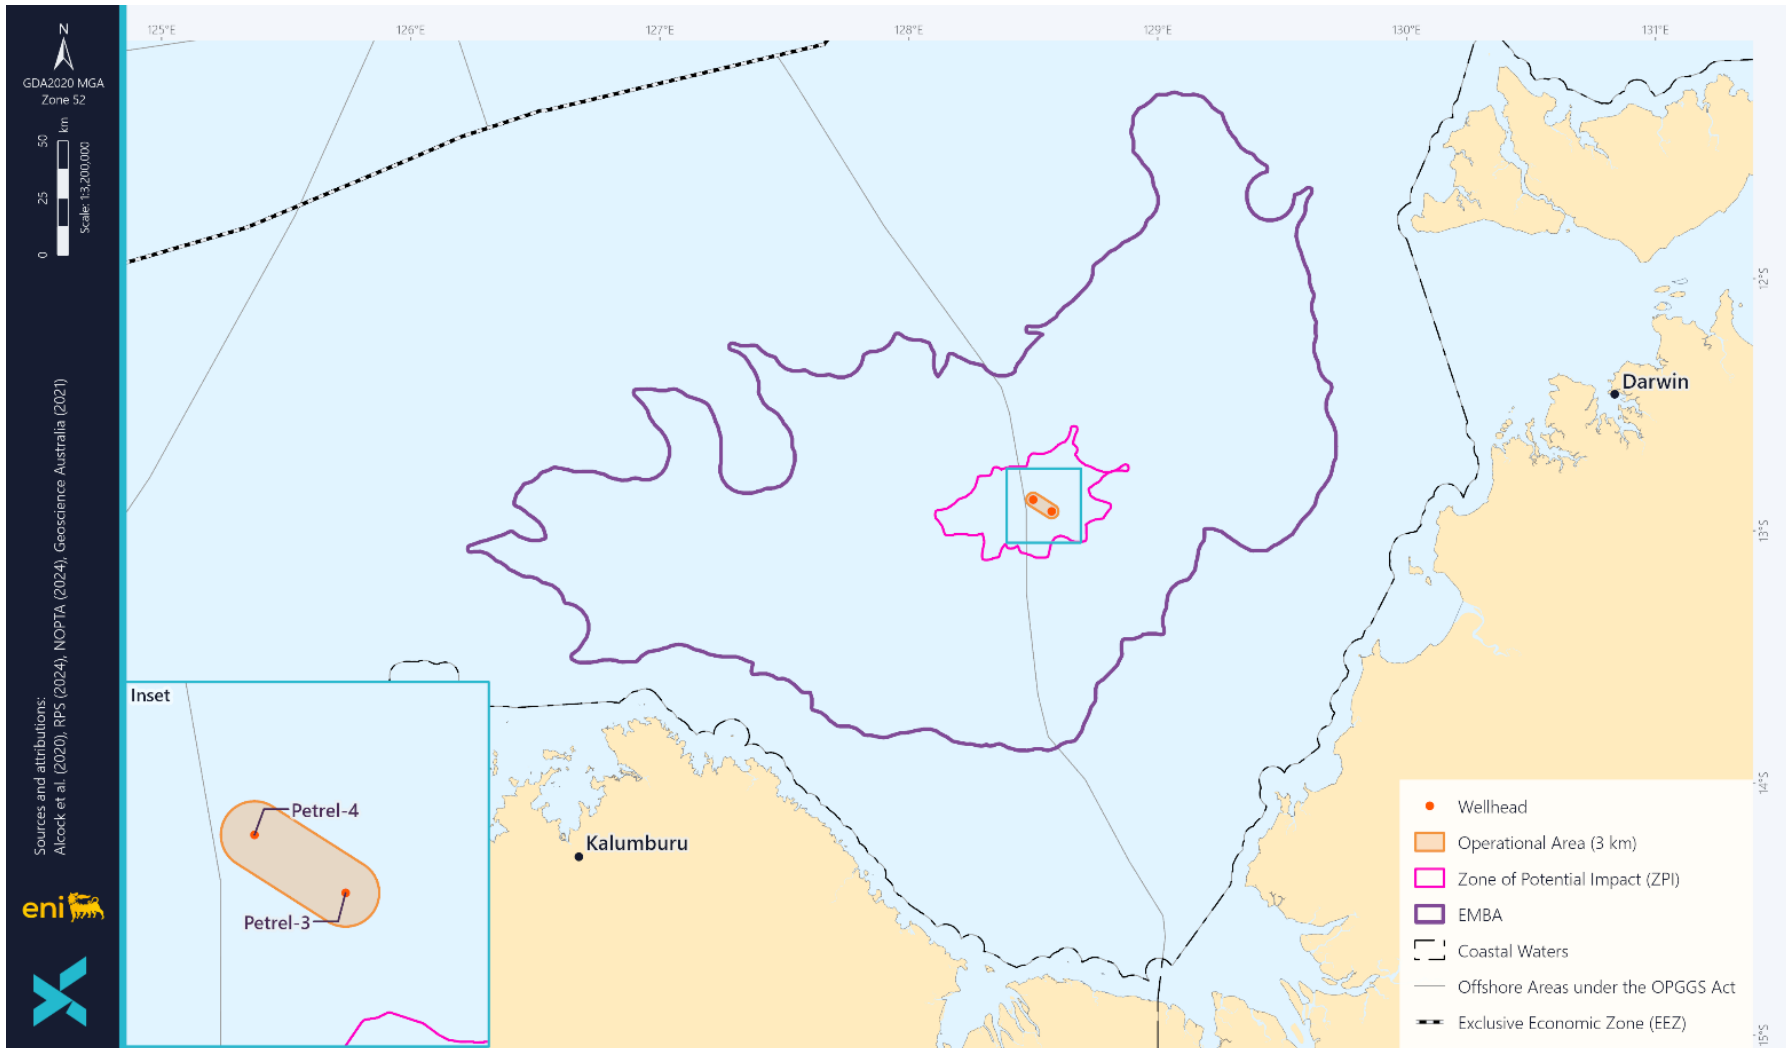 125°E
126°E
127°E
128°E
129°E
130°E
131°E
N
GDA2020 MGA
Zone 52
0 25 50 km
Scale: 1:3,200,000
Sources and attributions:
Alcock et al. (2020), RPS (2024), NOPTA (2024), Geoscience Australia (2021)
eni
12°S
13°S
14°S
15°S
Darwin
Kalumburu
Inset
Petrel-4
Petrel-3
Wellhead
Operational Area (3 km)
Zone of Potential Impact (ZPI)
EMBA
Coastal Waters
Offshore Areas under the OPGGS Act
Exclusive Economic Zone (EEZ)